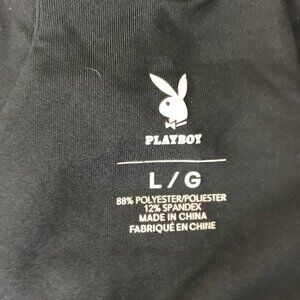 PLAYBOY
L/G
88% POLYESTER/POLIESTER
12% SPANDEX
MADE IN CHINA
FABRIQUÉ EN CHINE